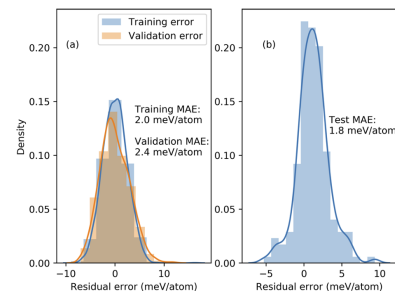 Training error
Validation error
(a)
(b)
Training MAE:
2.0 meV/atom
Validation MAE:
2.4 meV/atom
Test MAE:
1.8 meV/atom
Density
0.20
0.15
0.10
0.05
0.00
0.20
0.15
0.10
0.05
0.00
−10
0
10
−5
0
5
10
Residual error (meV/atom)
Residual error (meV/atom)